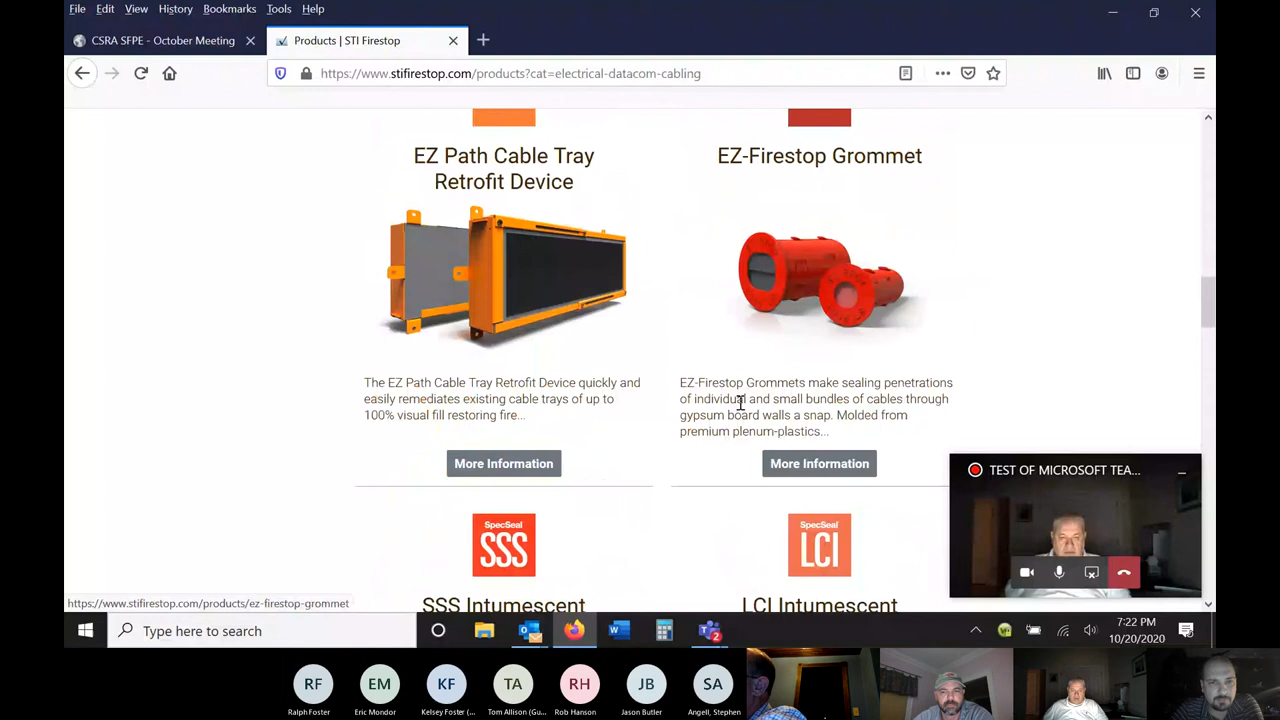 File Edit View History Bookmarks Tools Help
CSRA SFPE - October Meeting
Products | STI Firestop
https://www.stifirestop.com/products?cat=electrical-datacom-cabling
EZ Path Cable Tray
Retrofit Device
The EZ Path Cable Tray Retrofit Device quickly and
easily remediates existing cable trays of up to
100% visual fill restoring fire...
More Information
EZ-Firestop Grommet
EZ-Firestop Grommets make sealing penetrations
of individual and small bundles of cables through
gypsum board walls a snap. Molded from
premium plenum-plastics...
More Information
SpecSeal
SSS
SSS Intumescent
SpecSeal
LCI
LCI Intumescent
TEST OF MICROSOFT TEA...
https://www.stifirestop.com/products/ez-firestop-grommet
Type here to search
2
7:22 PM
10/20/2020
RF
Ralph Foster
EM
Eric Mondor
KF
Kelsey Foster (...
TA
Tom Allison (Gu...
RH
Rob Hanson
JB
Jason Butler
SA
Angell, Stephen